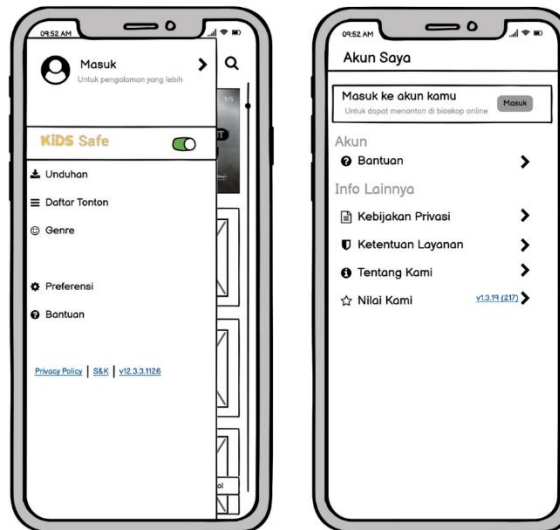 09:52 AM
Masuk
Untuk pengalaman yang lebih
KiDS Safe
Unduhan
Daftar Tonton
Genre
Preferensi
Bantuan
Privacy Policy | S&K | v12.3.3.1126
09:52 AM
Akun Saya
Masuk ke akun kamu
Untuk dapat menonton di bioskop online
Masuk
Akun
Bantuan
Info Lainnya
Kebijakan Privasi
Ketentuan Layanan
Tentang Kami
Nilai Kami
v1.3.19 (217)